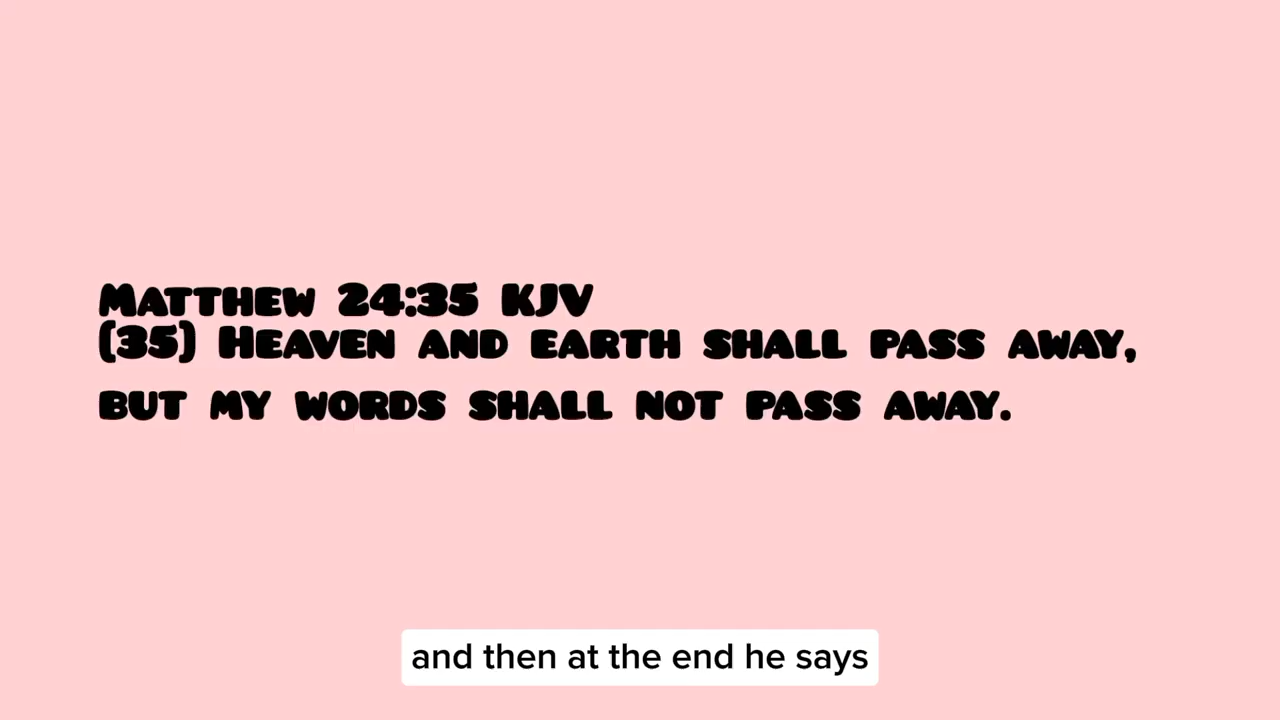 Matthew 24:35 KJV
(35) Heaven and earth shall pass away,
but my words shall not pass away.
and then at the end he says